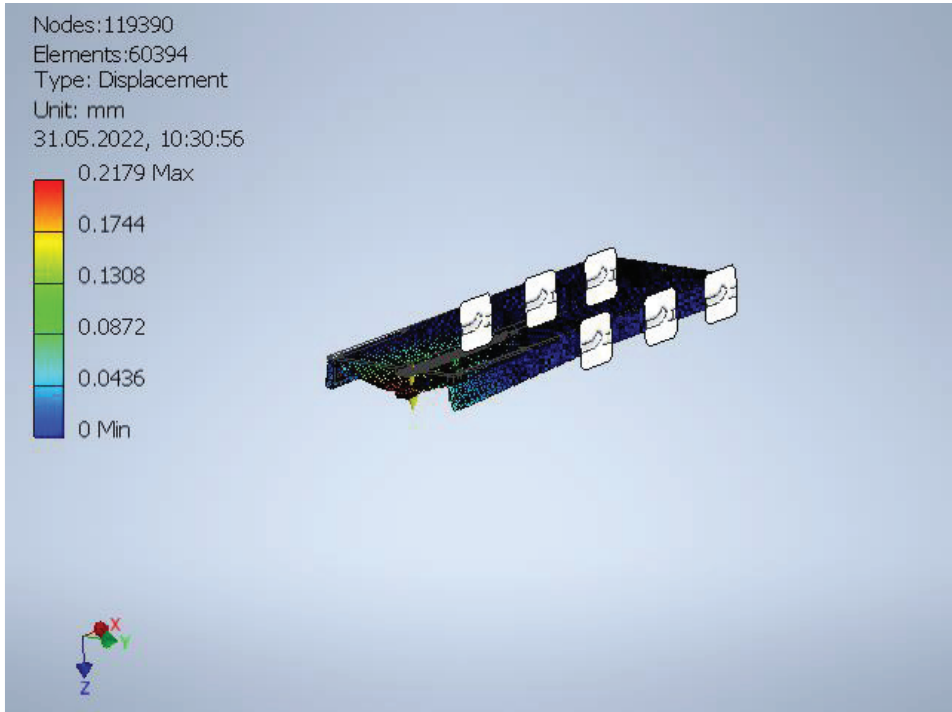 Nodes:119390
Elements:60394
Type: Displacement
Unit: mm
31.05.2022, 10:30:56
0.2179 Max
0.1744
0.1308
0.0872
0.0436
0 Min
X
Y
Z